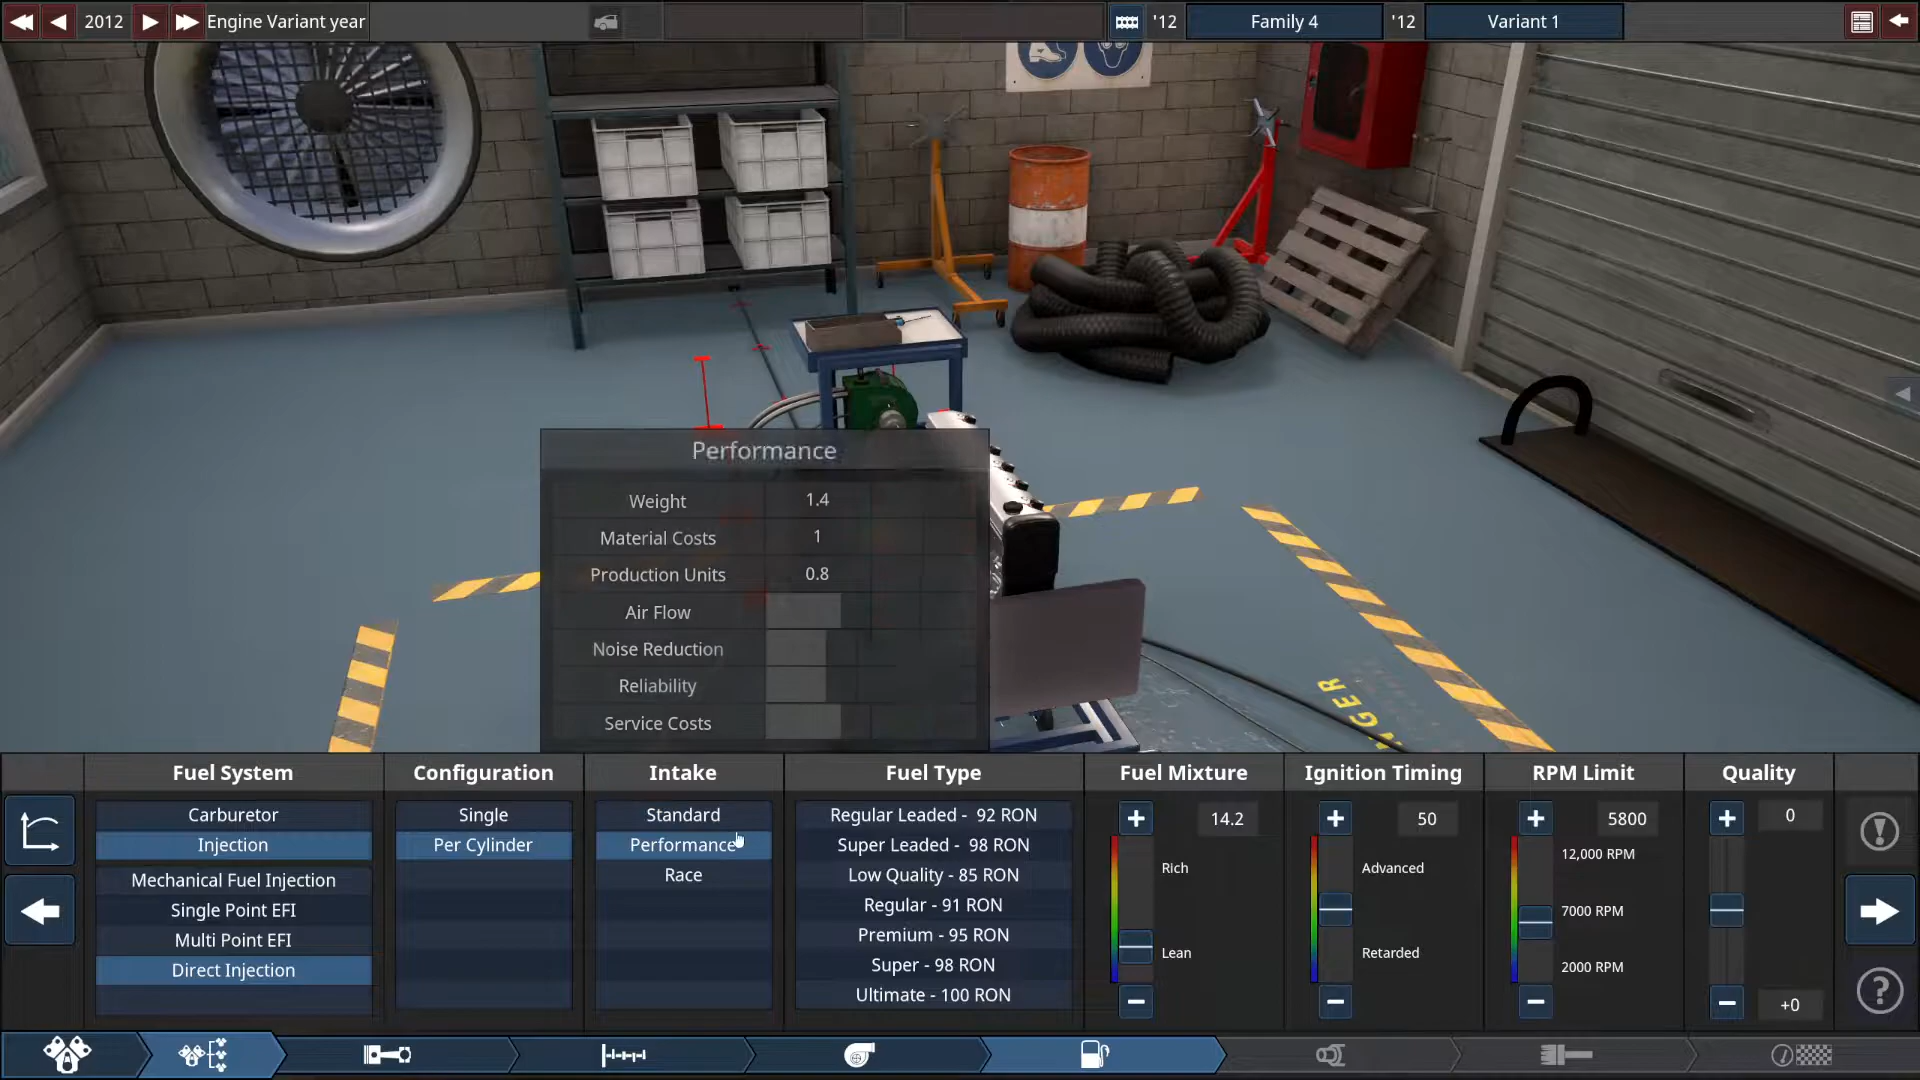 2012 Engine Variant year '12 Family 4 '12 Variant 1
Performance
Weight 1.4
Material Costs 1
Production Units 0.8
Air Flow
Noise Reduction
Reliability
Service Costs
NGER
Fuel System
Carburetor
Injection
Mechanical Fuel Injection
Single Point EFI
Multi Point EFI
Direct Injection
Configuration
Single
Per Cylinder
Intake
Standard
Performance
Race
Fuel Type
Regular Leaded - 92 RON
Super Leaded - 98 RON
Low Quality - 85 RON
Regular - 91 RON
Premium - 95 RON
Super - 98 RON
Ultimate - 100 RON
Fuel Mixture
14.2
Rich
Lean
Ignition Timing
50
Advanced
Retarded
RPM Limit
5800
12,000 RPM
7000 RPM
2000 RPM
Quality
0
+0